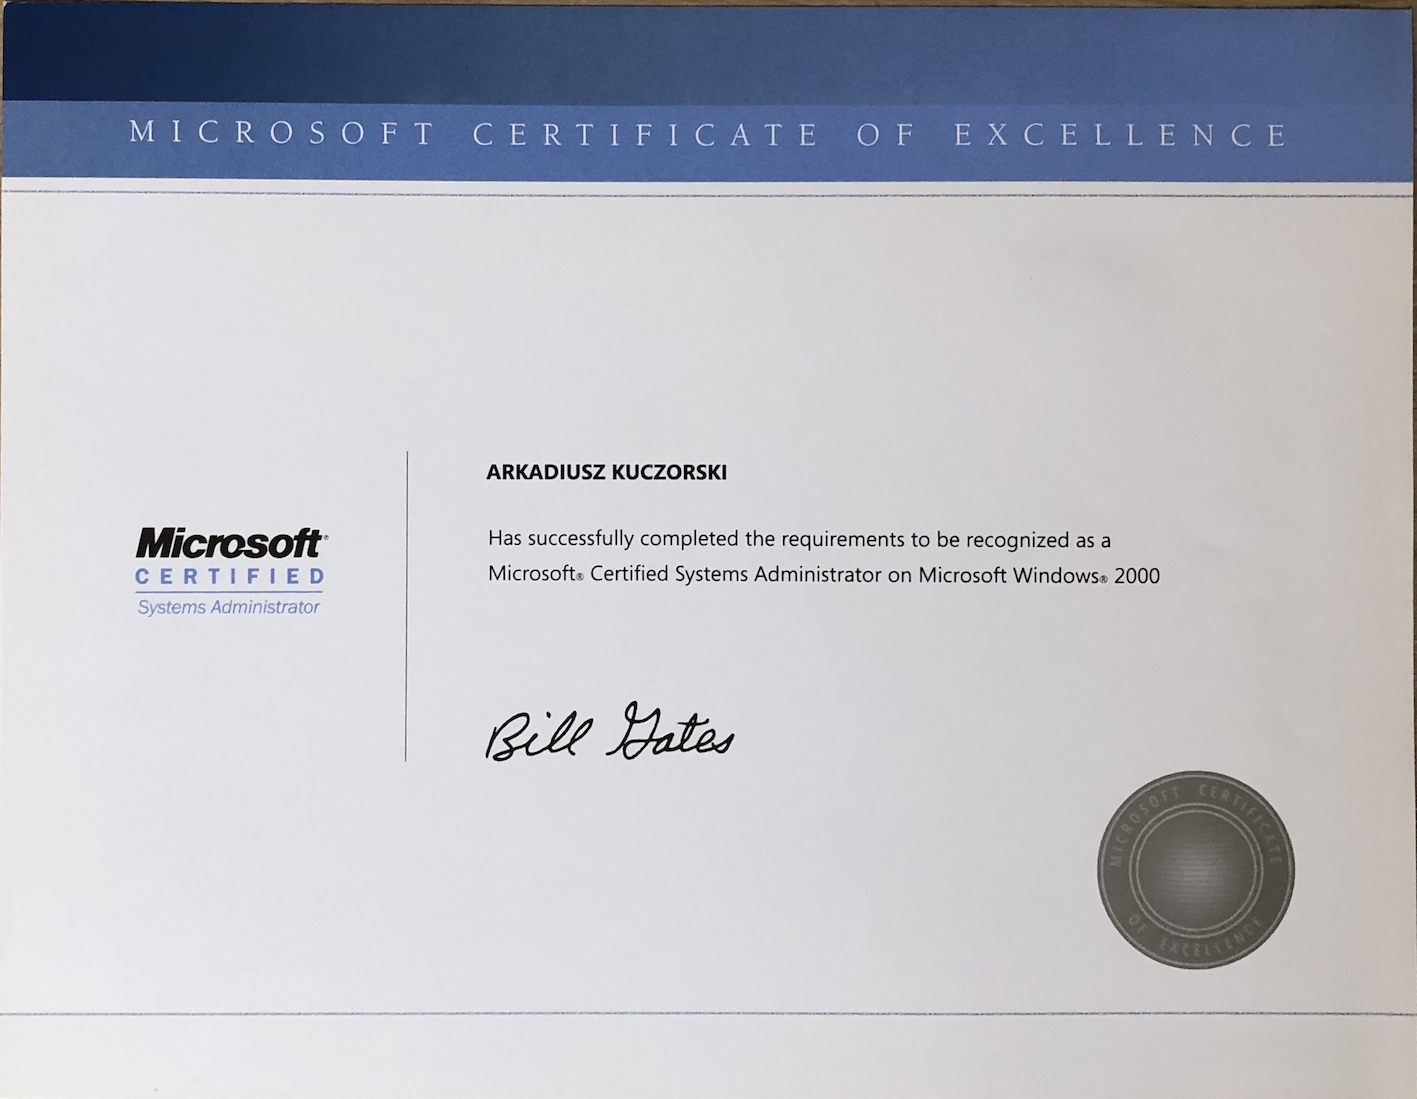 MICROSOFT CERTIFICATE OF EXCELLENCE
ARKADIUSZ KUCZORSKI
Microsoft®
CERTIFIED
Systems Administrator
Has successfully completed the requirements to be recognized as a
Microsoft® Certified Systems Administrator on Microsoft Windows® 2000
Bill Gates
MICROSOFT CERTIFICATE
OF EXCELLENCE